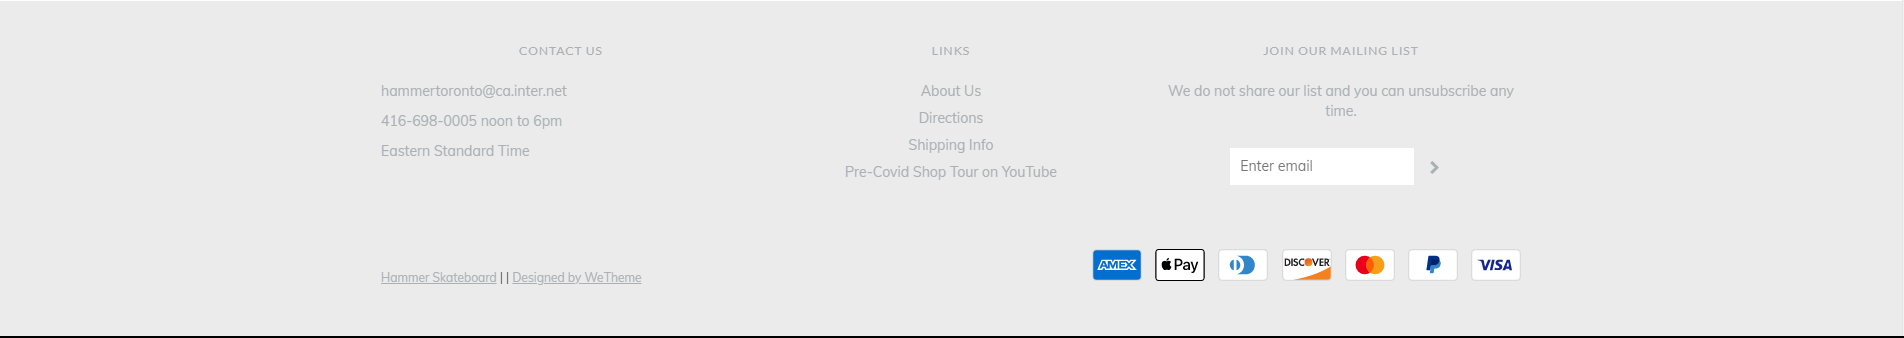 CONTACT US
hammertoronto@ca.inter.net
416-698-0005 noon to 6pm
Eastern Standard Time
LINKS
About Us
Directions
Shipping Info
Pre-Covid Shop Tour on YouTube
JOIN OUR MAILING LIST
We do not share our list and you can unsubscribe any
time.
Enter email
Hammer Skateboard | | Designed by WeTheme
AMEX Pay DISCOVER VISA